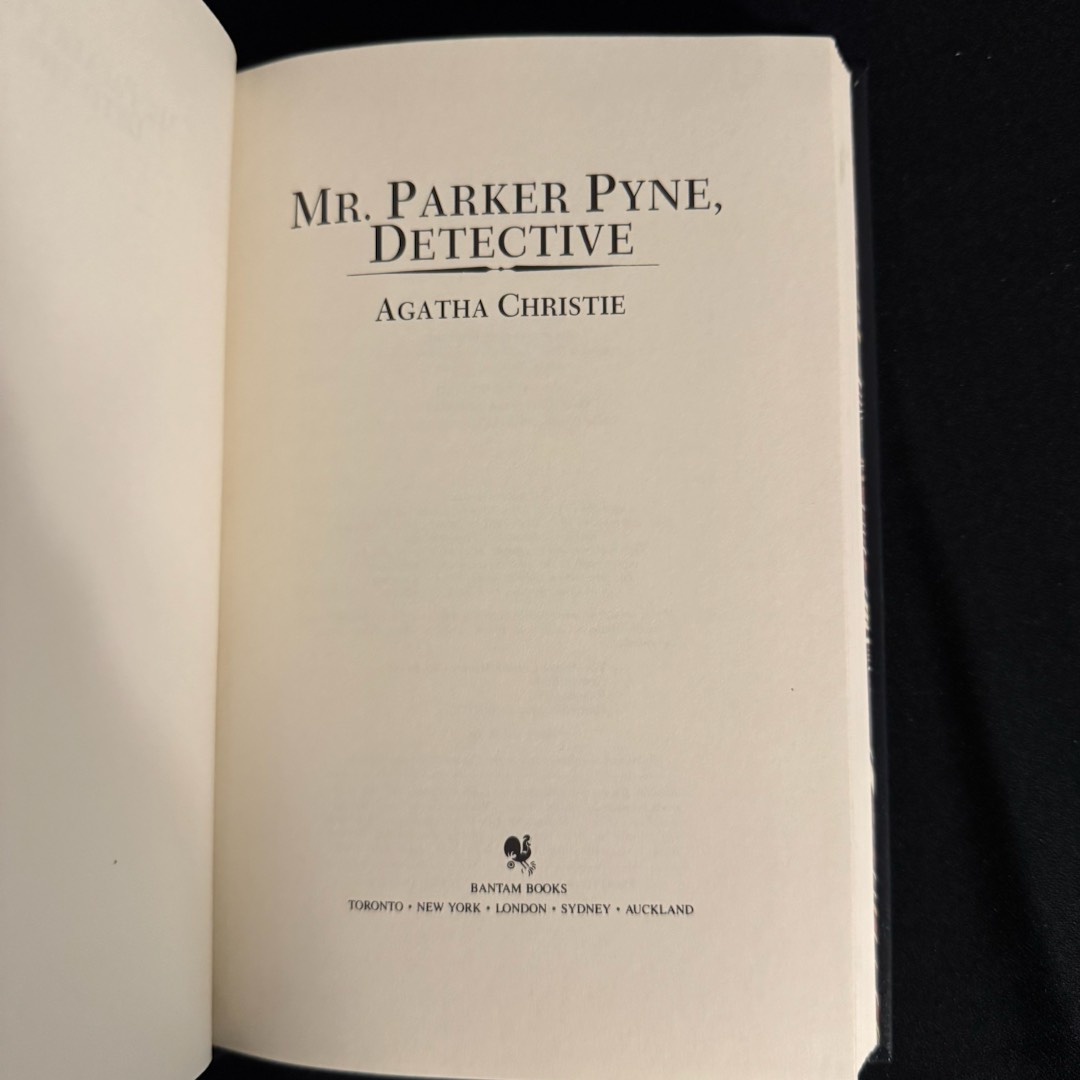 MR. PARKER PYNE,
DETECTIVE
AGATHA CHRISTIE
BANTAM BOOKS
TORONTO • NEW YORK • LONDON • SYDNEY • AUCKLAND